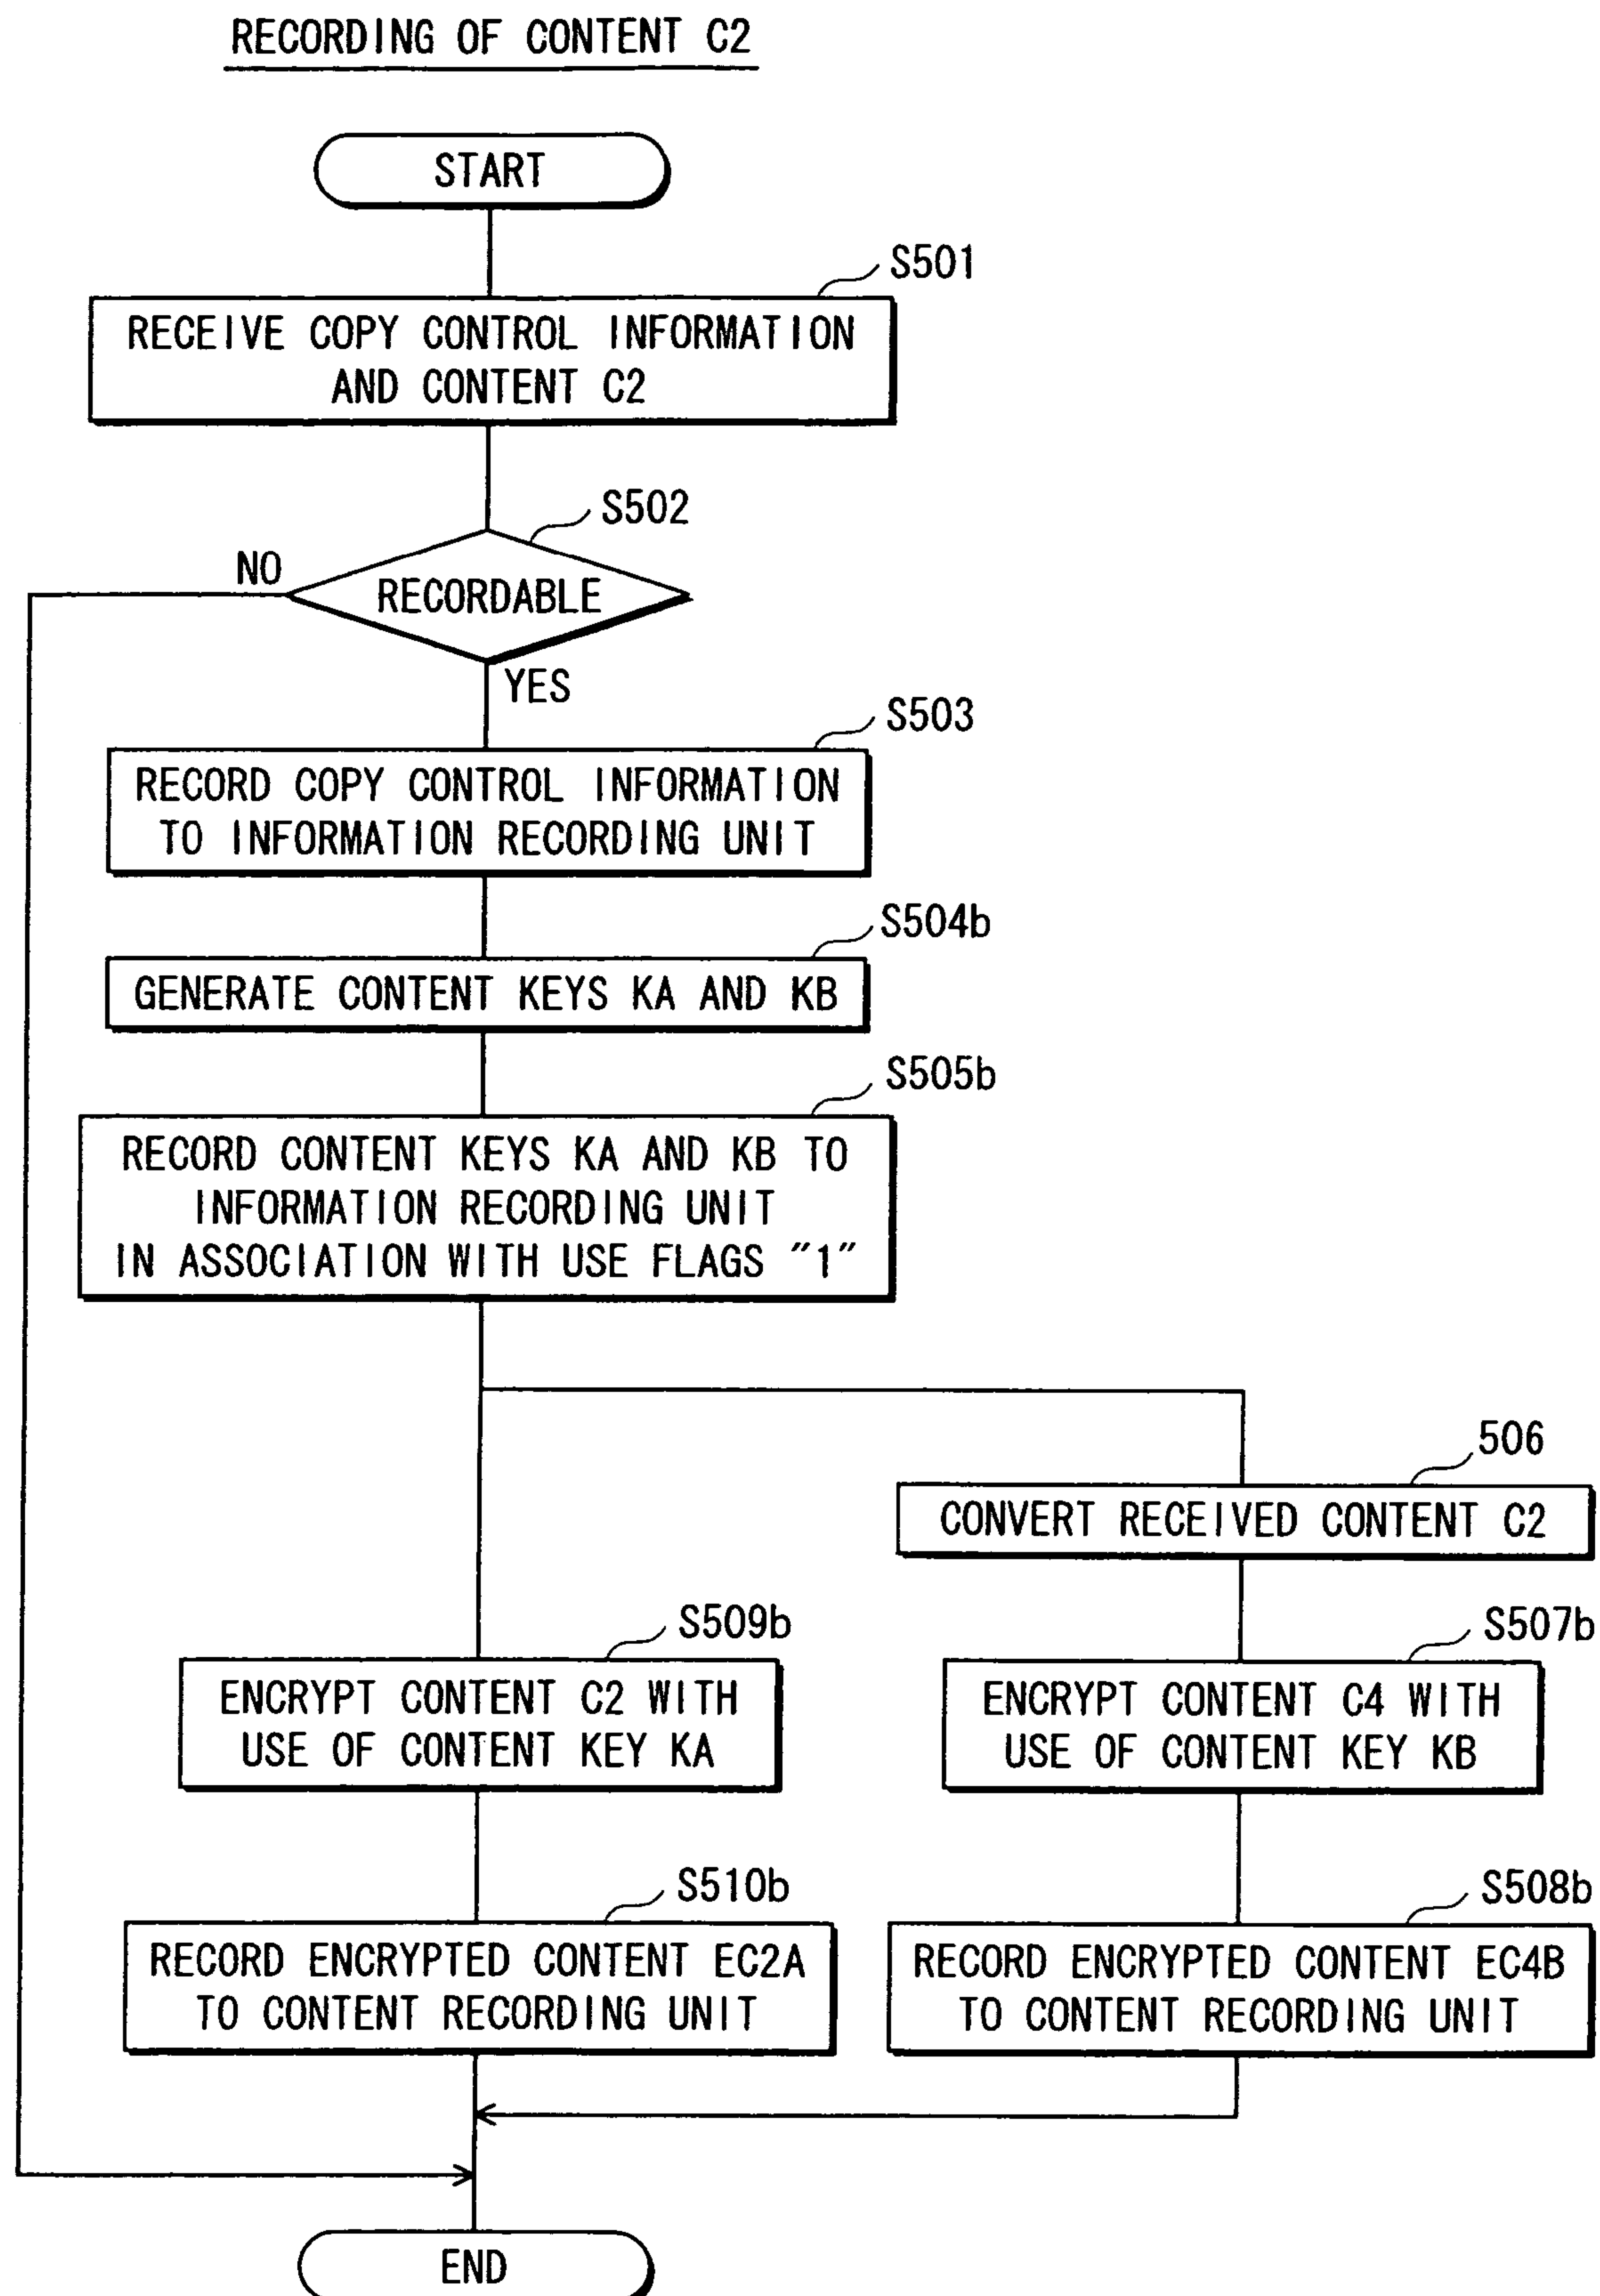 RECORDING OF CONTENT C2
START
S501
RECEIVE COPY CONTROL INFORMATION
AND CONTENT C2
S502
NO
RECORDABLE
YES
S503
RECORD COPY CONTROL INFORMATION
TO INFORMATION RECORDING UNIT
S504b
GENERATE CONTENT KEYS KA AND KB
S505b
RECORD CONTENT KEYS KA AND KB TO
INFORMATION RECORDING UNIT
IN ASSOCIATION WITH USE FLAGS "1"
506
CONVERT RECEIVED CONTENT C2
S509b
ENCRYPT CONTENT C2 WITH
USE OF CONTENT KEY KA
S507b
ENCRYPT CONTENT C4 WITH
USE OF CONTENT KEY KB
S510b
RECORD ENCRYPTED CONTENT EC2A
TO CONTENT RECORDING UNIT
S508b
RECORD ENCRYPTED CONTENT EC4B
TO CONTENT RECORDING UNIT
END